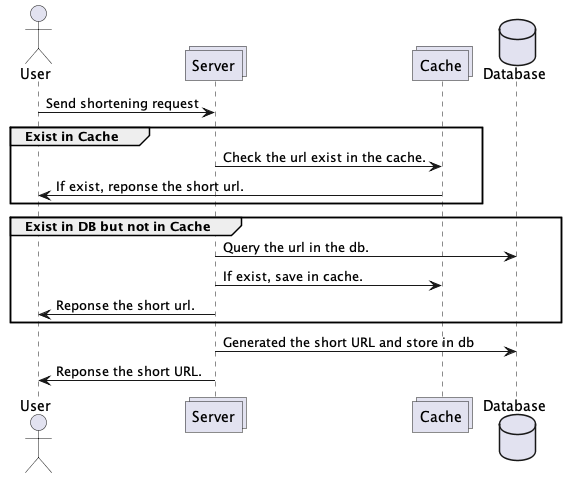 User
Server
Cache
Database
Send shortening request
Exist in Cache
Check the url exist in the cache.
If exist, reponse the short url.
Exist in DB but not in Cache
Query the url in the db.
If exist, save in cache.
Reponse the short url.
Generated the short URL and store in db
Reponse the short URL.
User
Server
Cache
Database